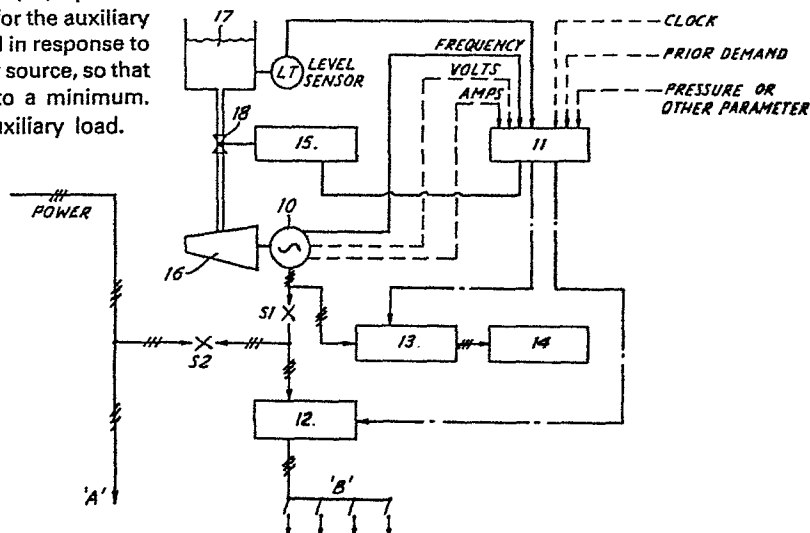 for the auxiliary
l in response to
r source, so that
to a minimum.
uxiliary load.
17
LT
LEVEL
SENSOR
FREQUENCY
VOLTS
AMPS
CLOCK
PRIOR DEMAND
PRESSURE OR
OTHER PARAMETER
18
15.
11
POWER
10
16
S1
S2
13.
14
12.
'A'
'B'